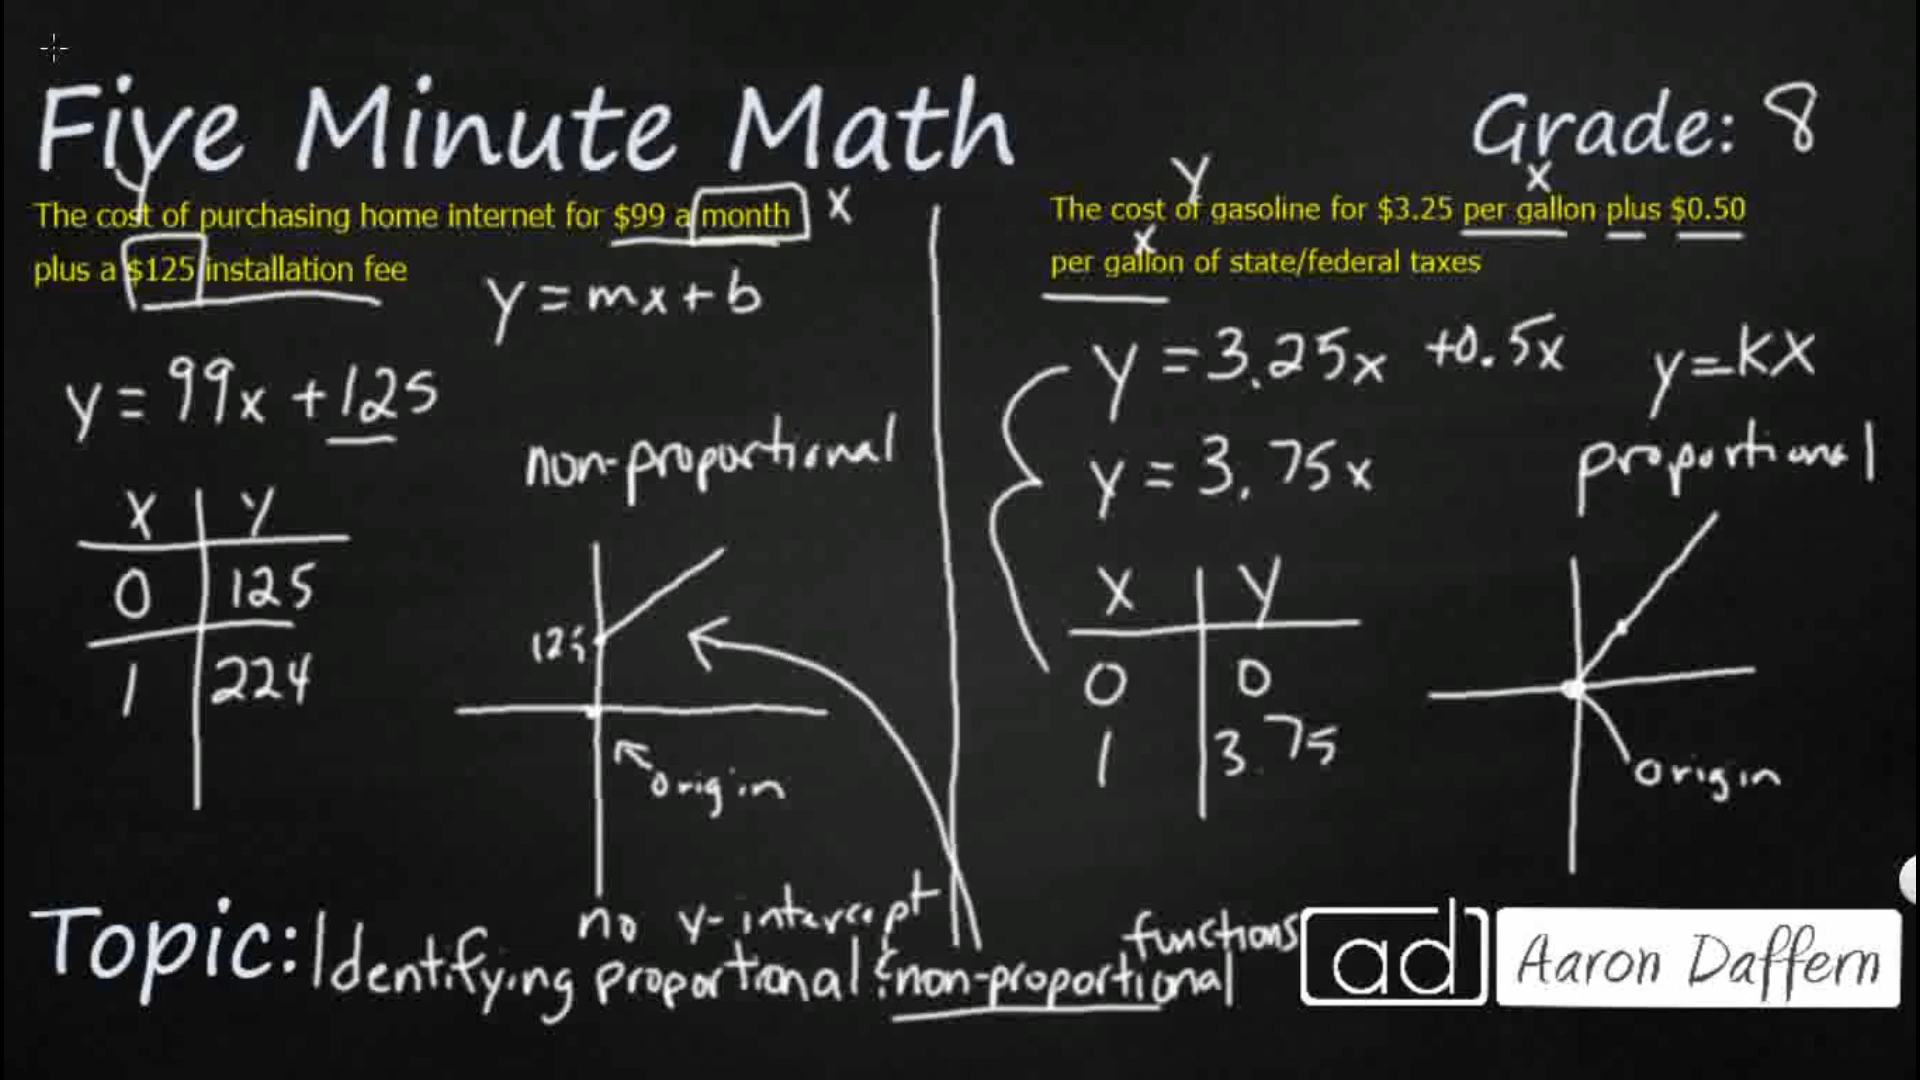 Five Minute Math
Grade: 8
y
The cost of purchasing home internet for $99 a month x
plus a $125 installation fee
y = mx + b
y = 99x + 125
non-proportional
x y
0 125
1 224
125
origin
no y-intercept
y
x
The cost of gasoline for $3.25 per gallon plus $0.50
x
per gallon of state/federal taxes
y = 3.25x +0.5x
y=kx
y = 3.75x
proportional
x y
0 0
1 3.75
origin
Topic: Identifying proportional & non-proportional
functions
ad Aaron Daffern